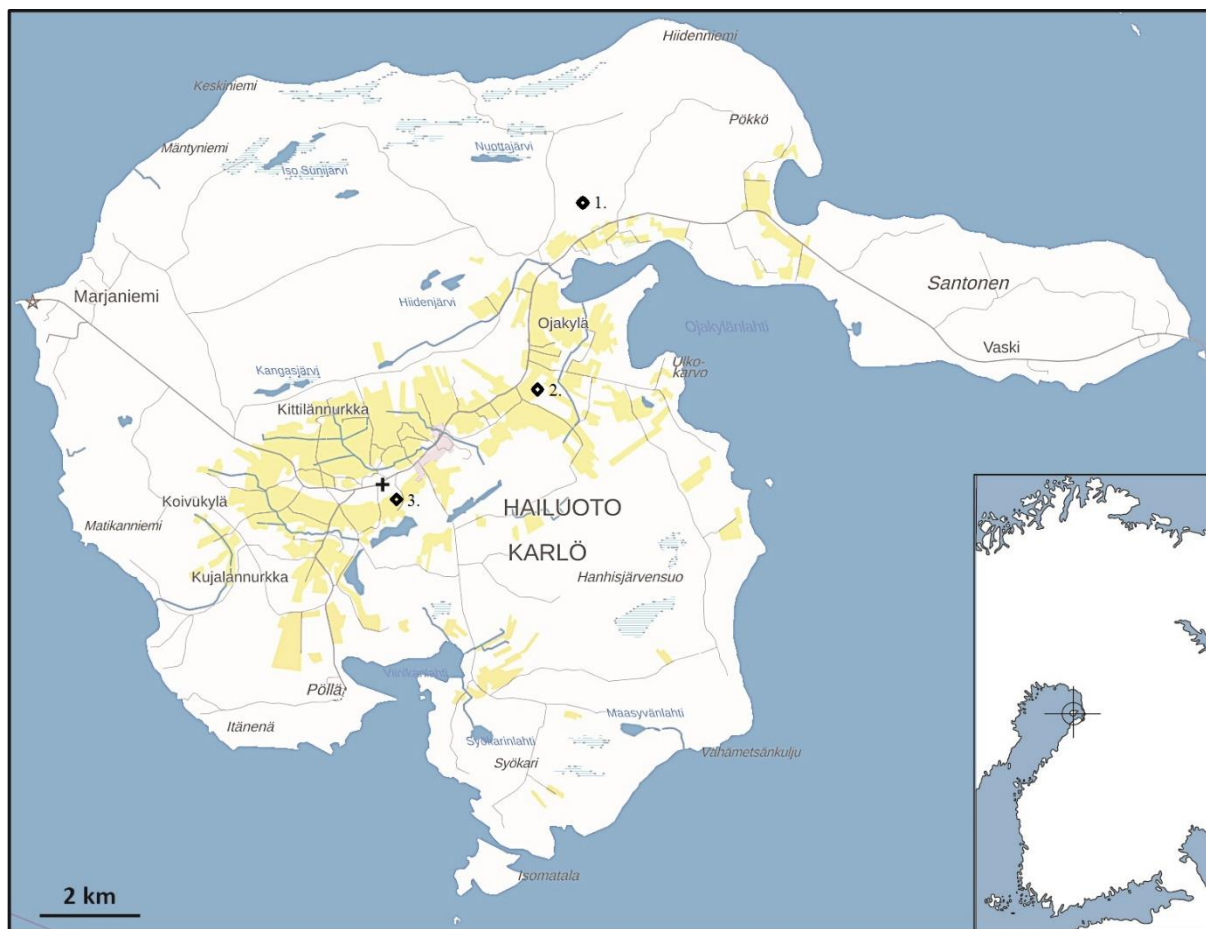 Hiidenniemi
Keskiniemi
Pökkö
Mäntyniemi
Nuottajärvi
Iso Sunijärvi
1.
Santonen
Marjaniemi
Hiidenjärvi
Ojakylä
Ojakylänlahti
Vaski
Ulko-
karvo
Kangasjärvi
2.
Kittilännurkka
Koivukylä
3.
HAILUOTO
Matikanniemi
KARLÖ
Kujalannurkka
Hanhisjärvensuo
Viinikanlahti
Pöllä
Maasyvänlahti
Itänenä
Syökarinlahti
Vähämetsänkulju
Syökari
Isomatala
2 km